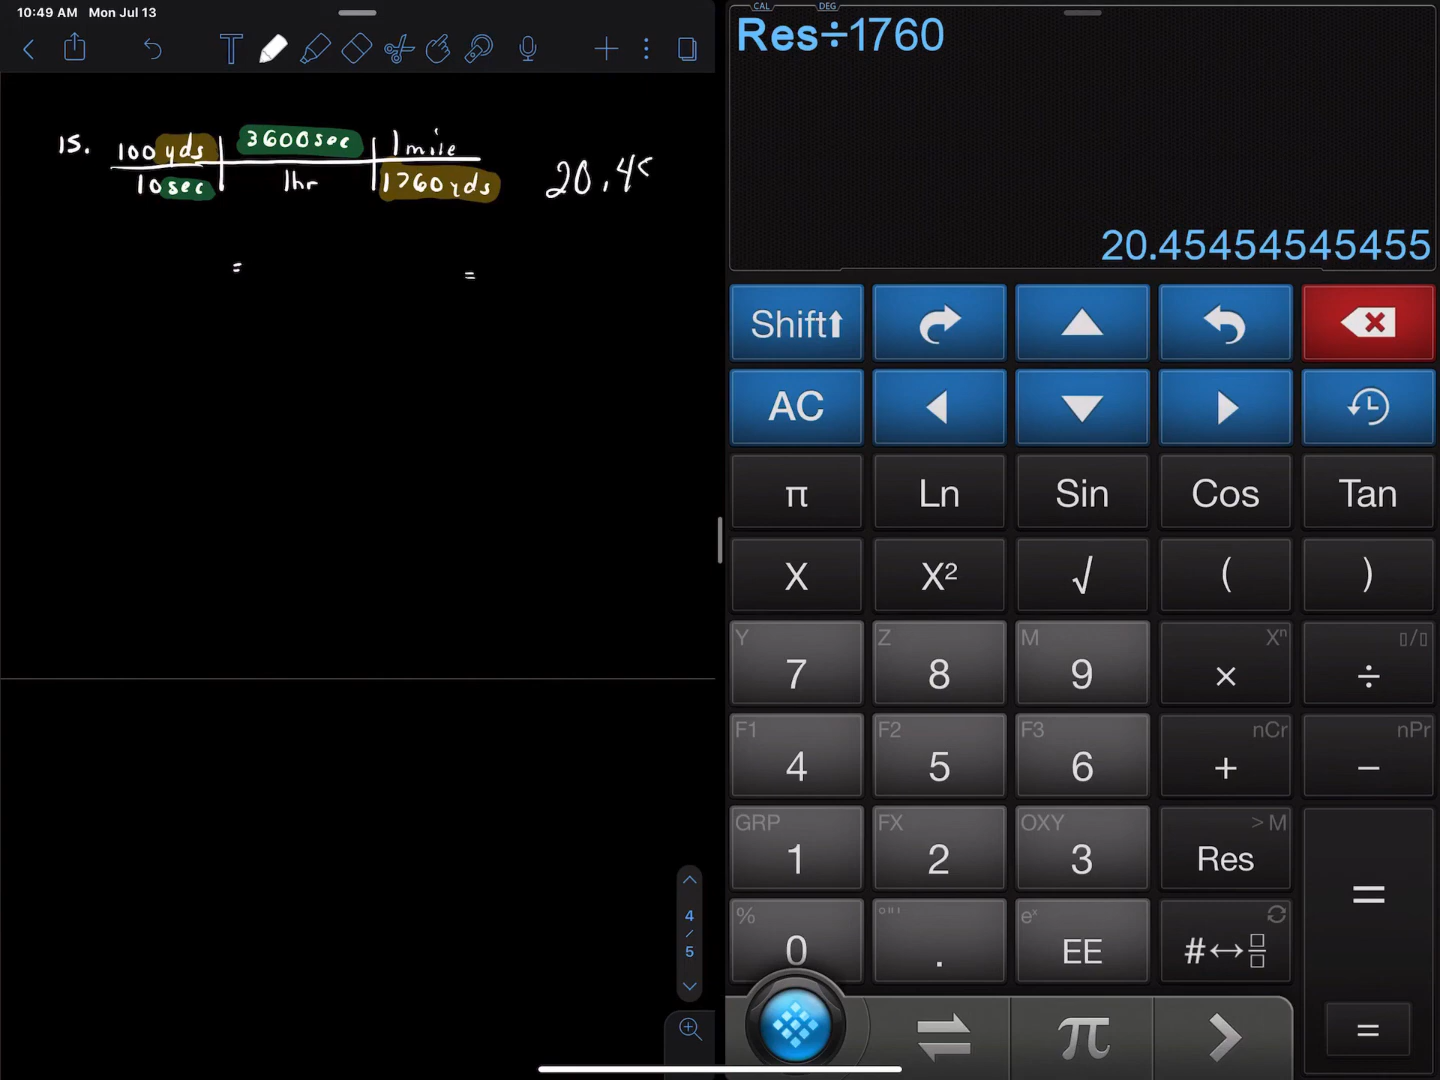 10:49 AM Mon Jul 13
T
15. 100 yds 3600 sec 1 mile
10 sec 1hr 1760 yds 20.45
= =
4
/
5
CAL DEG
Res÷1760
20.45454545455
Shift
AC
π Ln Sin Cos Tan
X X² √ ( )
Y Z M Xⁿ ▯/▯
7 8 9 × ÷
F1 F2 F3 nCr nPr
4 5 6 + −
GRP FX OXY > M
1 2 3 Res =
% °"' eˣ
0 . EE #↔▯/▯
π =